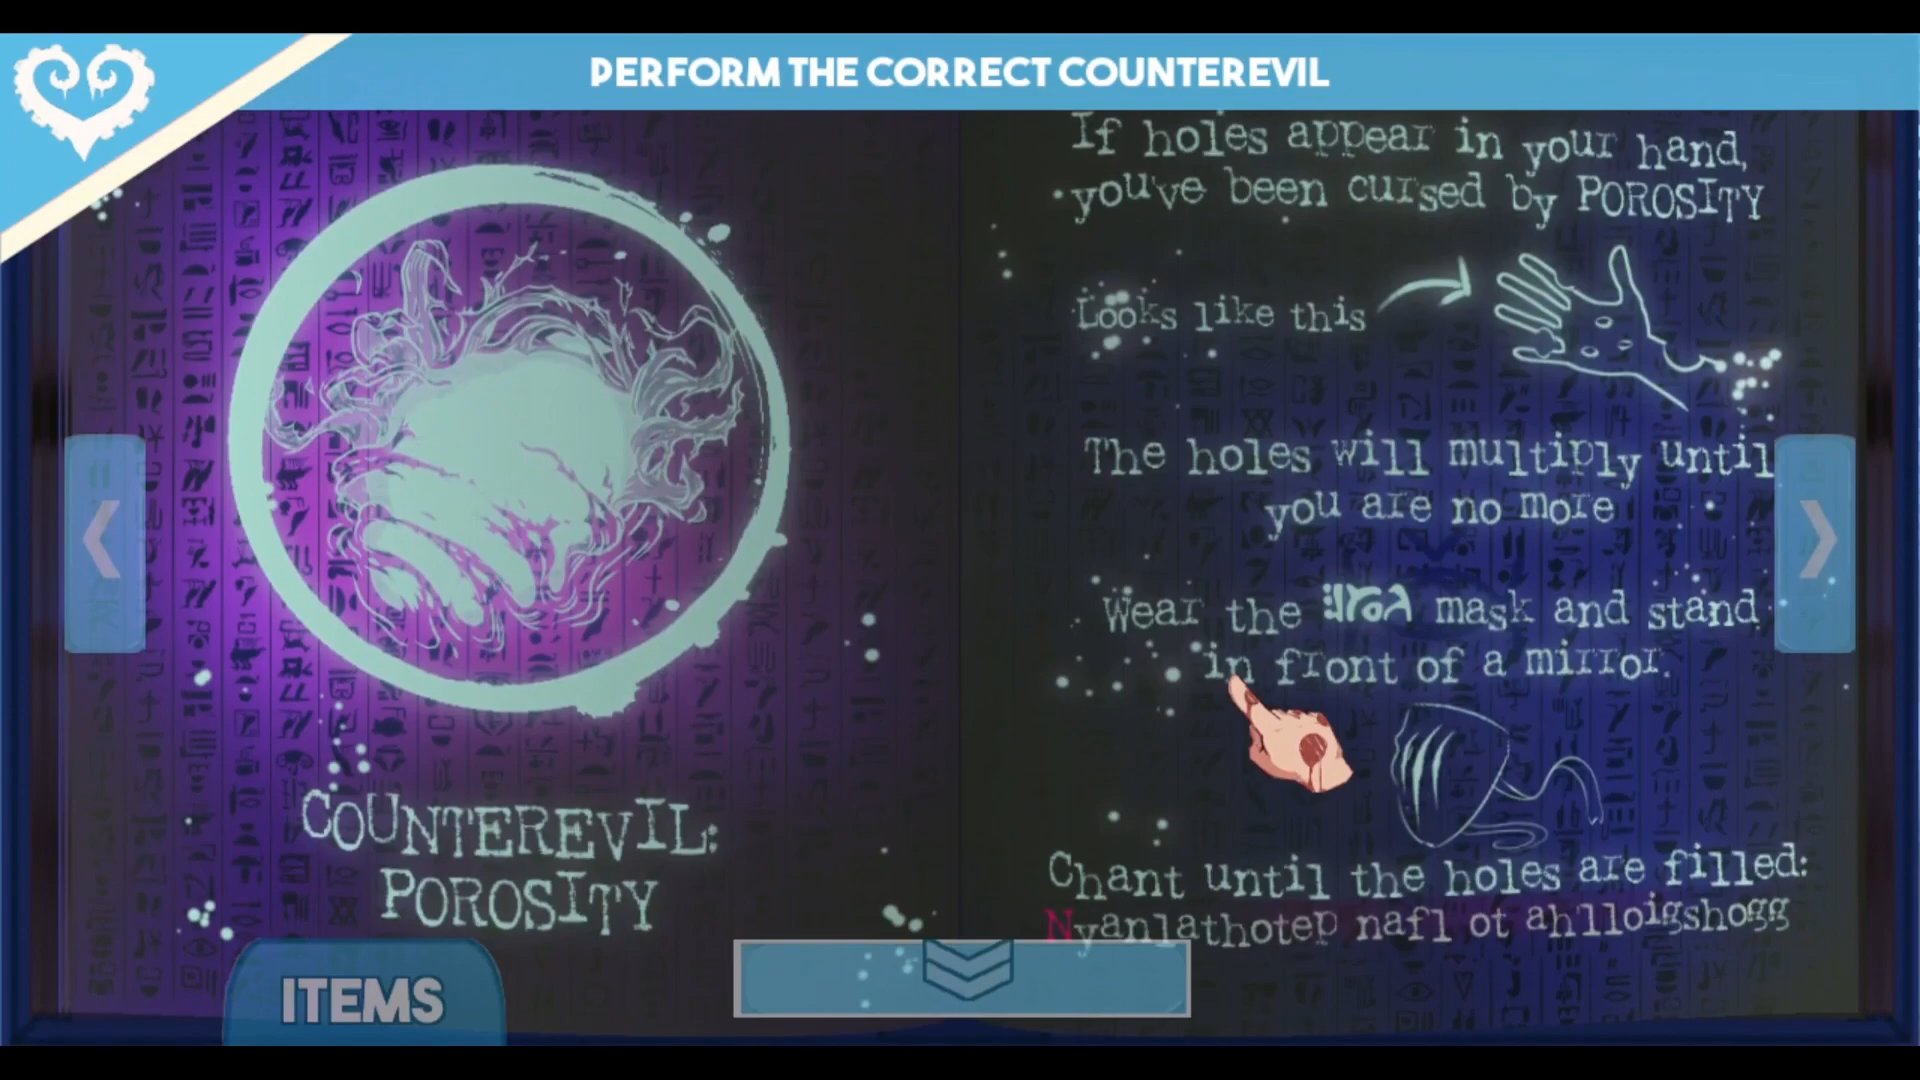 PERFORM THE CORRECT COUNTEREVIL
COUNTEREVIL:
POROSITY
If holes appear in your hand,
you've been cursed by POROSITY
Looks like this
The holes will multiply until
you are no more
Wear the mask and stand
in front of a mirror.
Chant until the holes are filled:
Nyanlathotep nafl ot ahlloigshogg
ITEMS